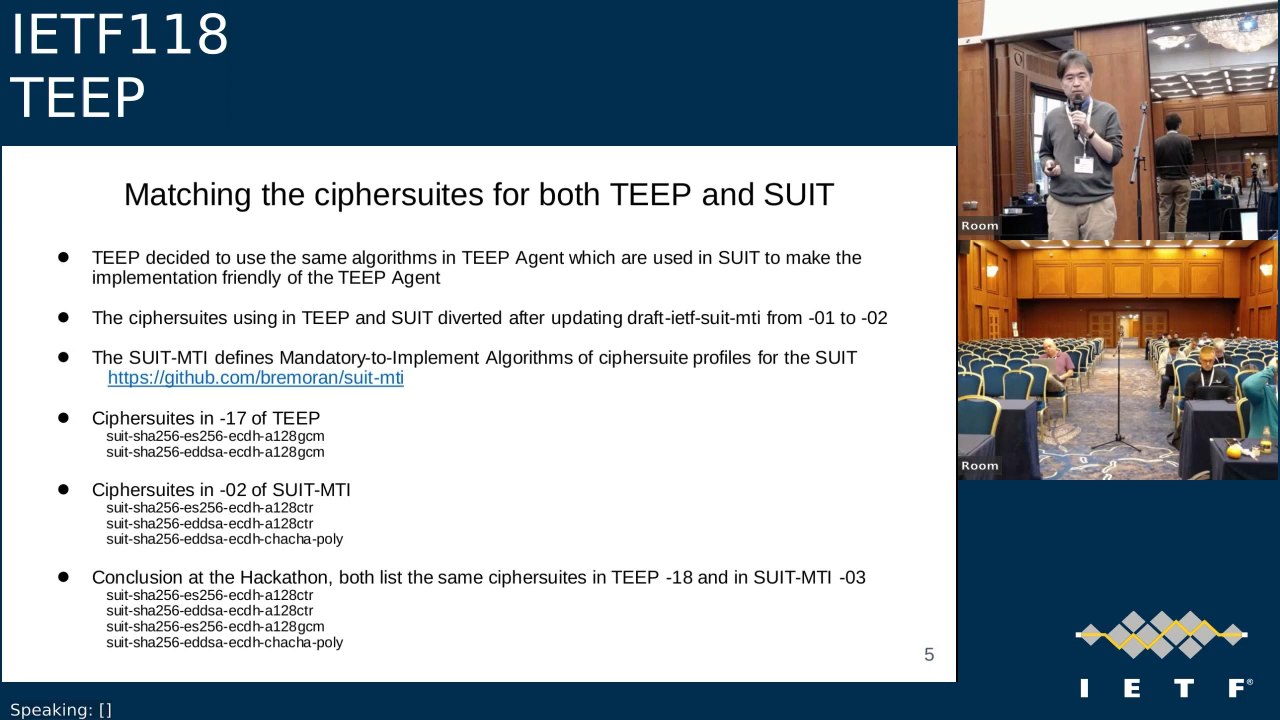 IETF118
TEEP
Matching the ciphersuites for both TEEP and SUIT
● TEEP decided to use the same algorithms in TEEP Agent which are used in SUIT to make the
implementation friendly of the TEEP Agent
● The ciphersuites using in TEEP and SUIT diverted after updating draft-ietf-suit-mti from -01 to -02
● The SUIT-MTI defines Mandatory-to-Implement Algorithms of ciphersuite profiles for the SUIT
https://github.com/bremoran/suit-mti
● Ciphersuites in -17 of TEEP
suit-sha256-es256-ecdh-a128gcm
suit-sha256-eddsa-ecdh-a128gcm
● Ciphersuites in -02 of SUIT-MTI
suit-sha256-es256-ecdh-a128ctr
suit-sha256-eddsa-ecdh-a128ctr
suit-sha256-eddsa-ecdh-chacha-poly
● Conclusion at the Hackathon, both list the same ciphersuites in TEEP -18 and in SUIT-MTI -03
suit-sha256-es256-ecdh-a128ctr
suit-sha256-eddsa-ecdh-a128ctr
suit-sha256-es256-ecdh-a128gcm
suit-sha256-eddsa-ecdh-chacha-poly
5
Room
Room
I E T F®
Speaking: []